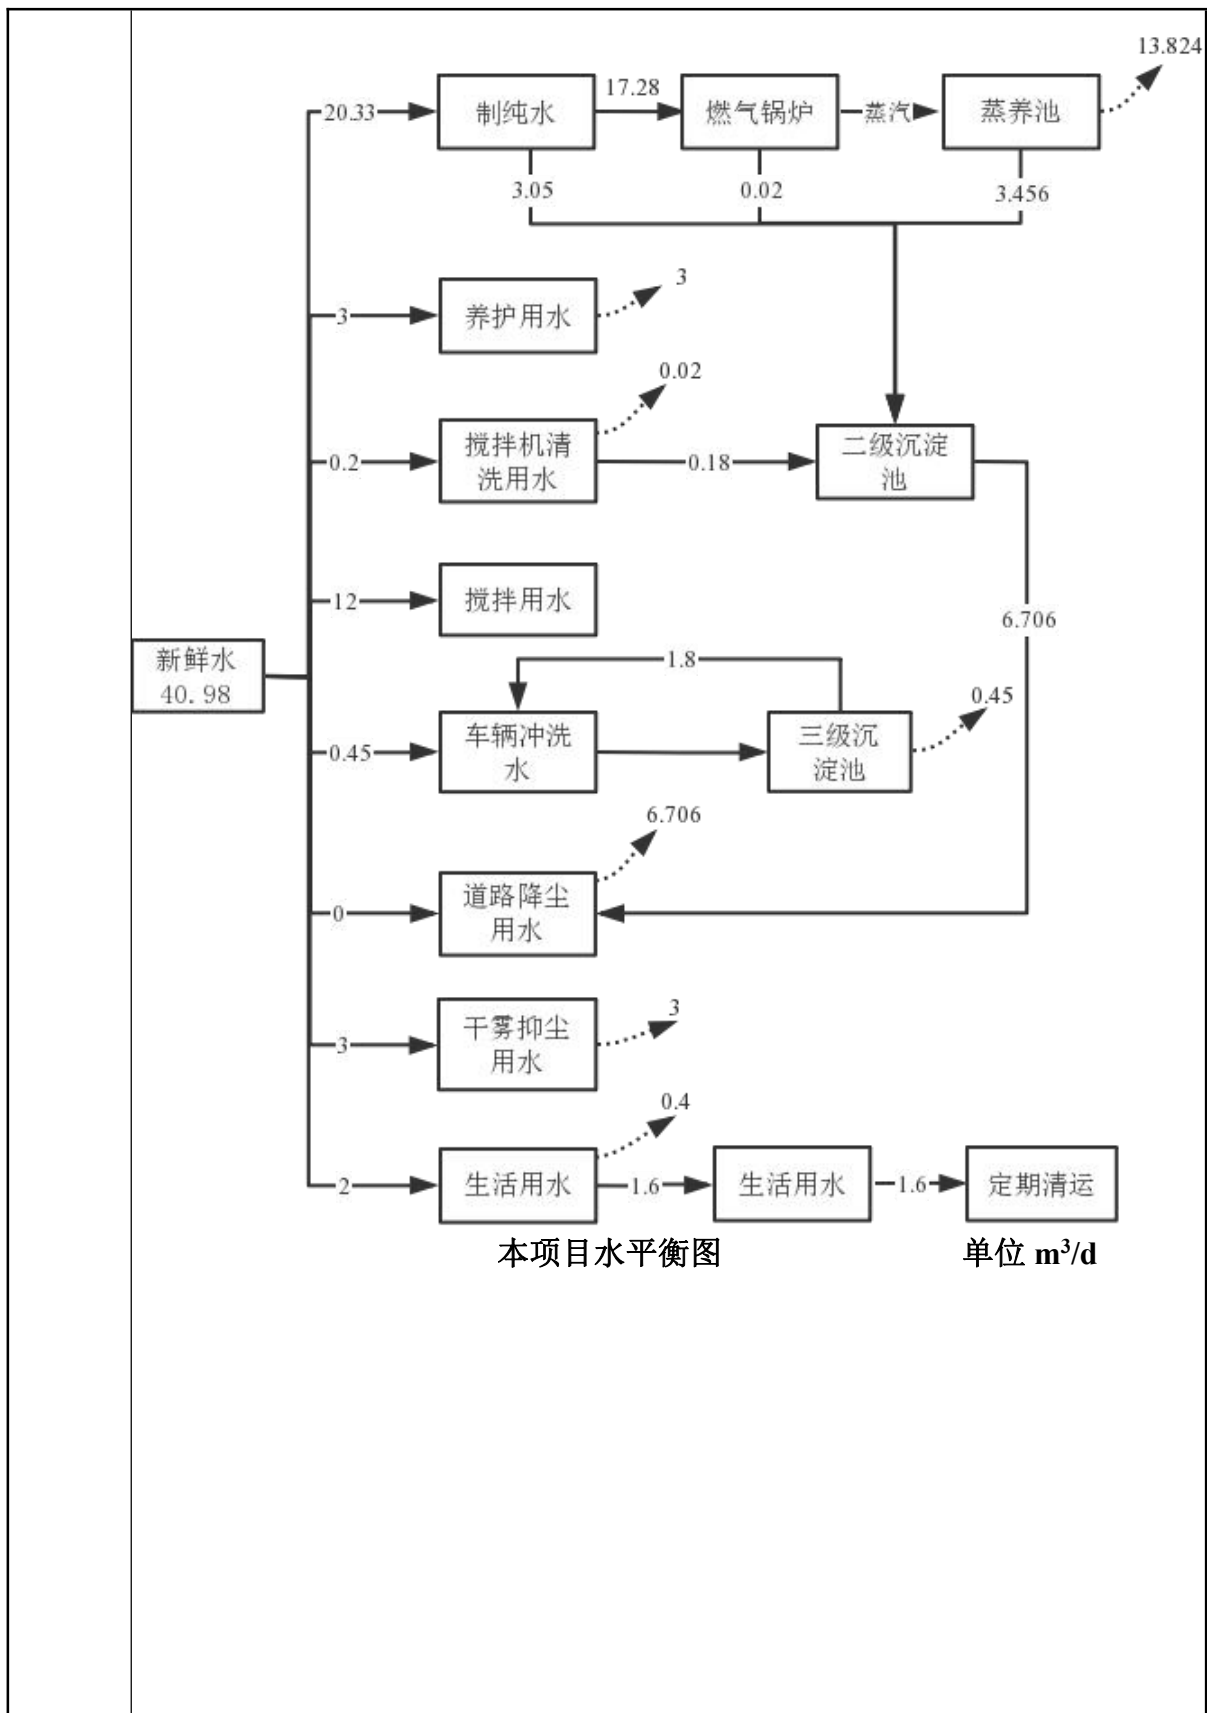 13.824
20.33
制纯水
17.28
燃气锅炉
蒸汽
蒸养池
3.05
0.02
3.456
3
养护用水
3
0.02
0.2
搅拌机清
洗用水
0.18
二级沉淀
池
12
搅拌用水
6.706
新鲜水
40.98
1.8
0.45
0.45
车辆冲洗
水
三级沉
淀池
6.706
0
道路降尘
用水
3
干雾抑尘
用水
3
0.4
2
生活用水
1.6
生活用水
1.6
定期清运
本项目水平衡图 单位 m³/d